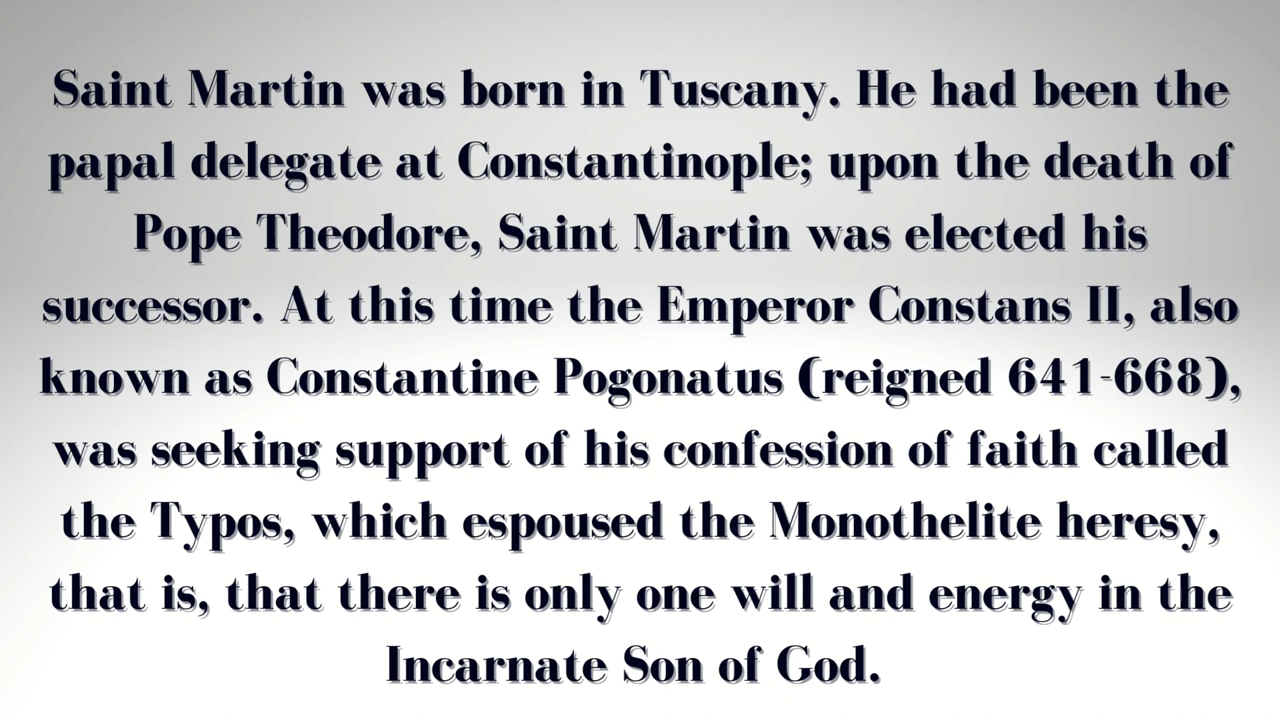 Saint Martin was born in Tuscany. He had been the
papal delegate at Constantinople; upon the death of
Pope Theodore, Saint Martin was elected his
successor. At this time the Emperor Constans II, also
known as Constantine Pogonatus (reigned 641-668),
was seeking support of his confession of faith called
the Typos, which espoused the Monothelite heresy,
that is, that there is only one will and energy in the
Incarnate Son of God.